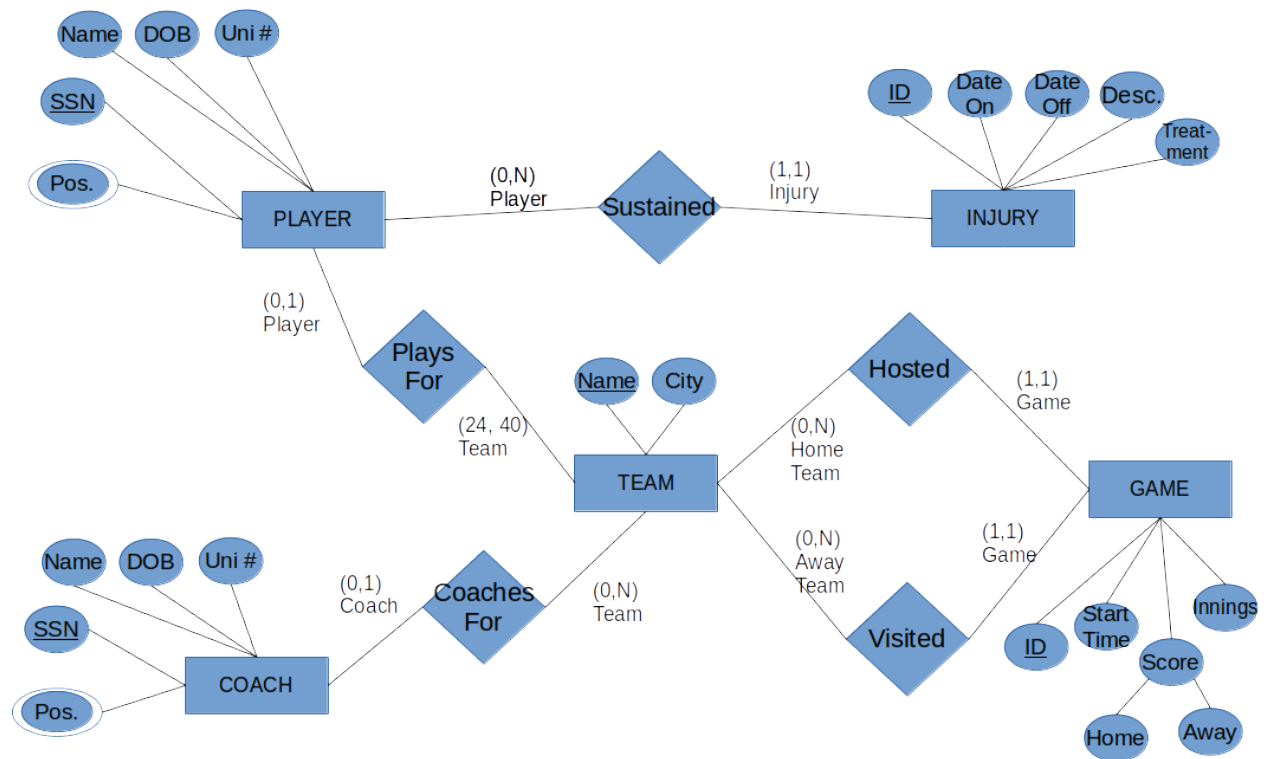 Name
DOB
Uni #
SSN
Pos.
PLAYER
(0,N)
Player
Sustained
(1,1)
Injury
ID
Date
On
Date
Off
Desc.
Treat-
ment
INJURY
(0,1)
Player
Plays
For
(24, 40)
Team
Name
City
TEAM
Hosted
(0,N)
Home
Team
(1,1)
Game
GAME
(0,N)
Away
Team
(1,1)
Game
Visited
ID
Start
Time
Score
Innings
Home
Away
Name
DOB
Uni #
SSN
Pos.
COACH
(0,1)
Coach
Coaches
For
(0,N)
Team